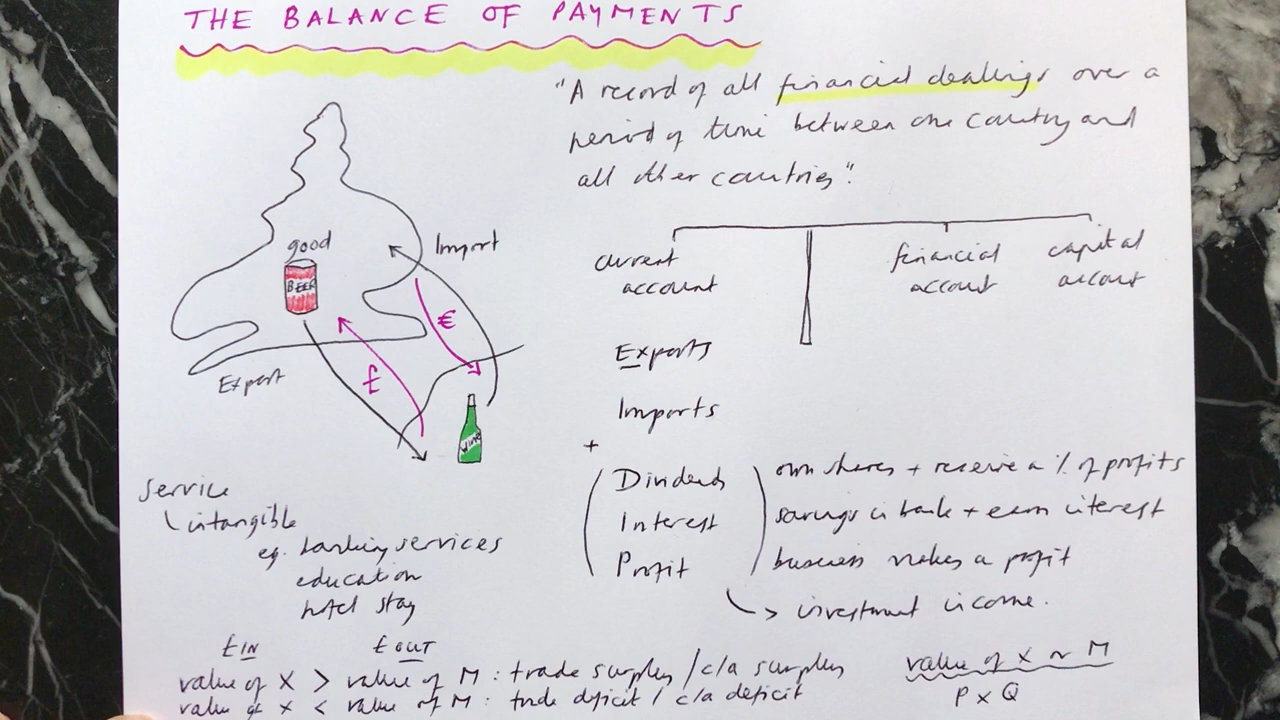 THE BALANCE OF PAYMENTS
"A record of all financial dealings over a
period of time between one country and
all other countries".
current account
financial account
capital account
good
BEER
Import
€
£
Export
WINE
Exports
Imports
+
Dividends
Interest
Profit
own shares + receive a % of profits
savings in bank + earn interest
business makes a profit
investment income.
Service
intangible
eg. banking services
education
hotel stay
£ IN
£ OUT
value of X > value of M : trade surplus / c/a surplus
value of X < value of M : trade deficit / c/a deficit
value of X or M
P x Q